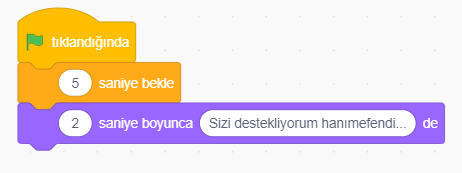 tıklandığında
5 saniye bekle
2 saniye boyunca Sizi destekliyorum hanımefendi... de